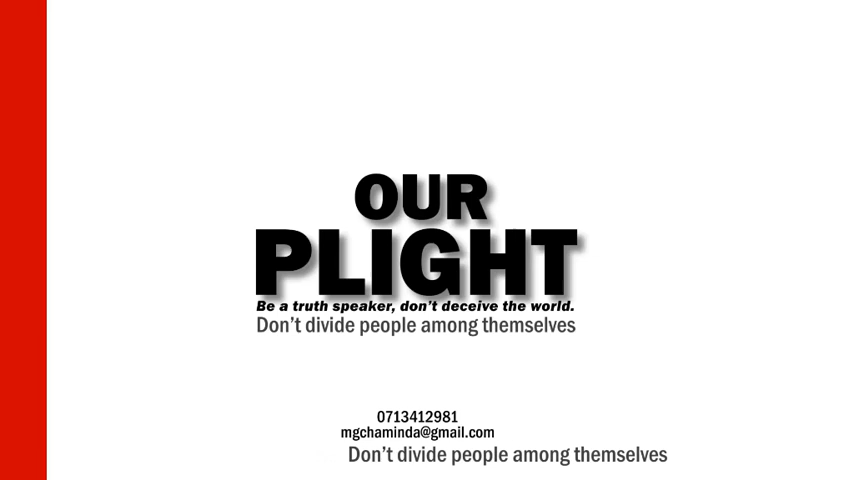 OUR
PLIGHT
Be a truth speaker, don't deceive the world.
Don't divide people among themselves
0713412981
mgchaminda@gmail.com
Don't divide people among themselves